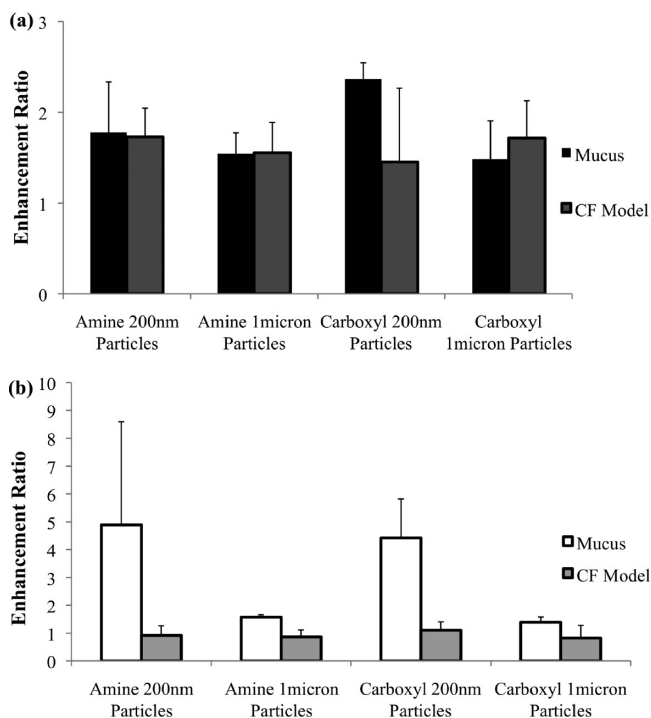 (a)
3
2
1
0
Enhancement Ratio
Mucus
CF Model
Amine 200nm Particles
Amine 1micron Particles
Carboxyl 200nm Particles
Carboxyl 1micron Particles
(b)
10
9
8
7
6
5
4
3
2
1
0
Enhancement Ratio
Mucus
CF Model
Amine 200nm Particles
Amine 1micron Particles
Carboxyl 200nm Particles
Carboxyl 1micron Particles